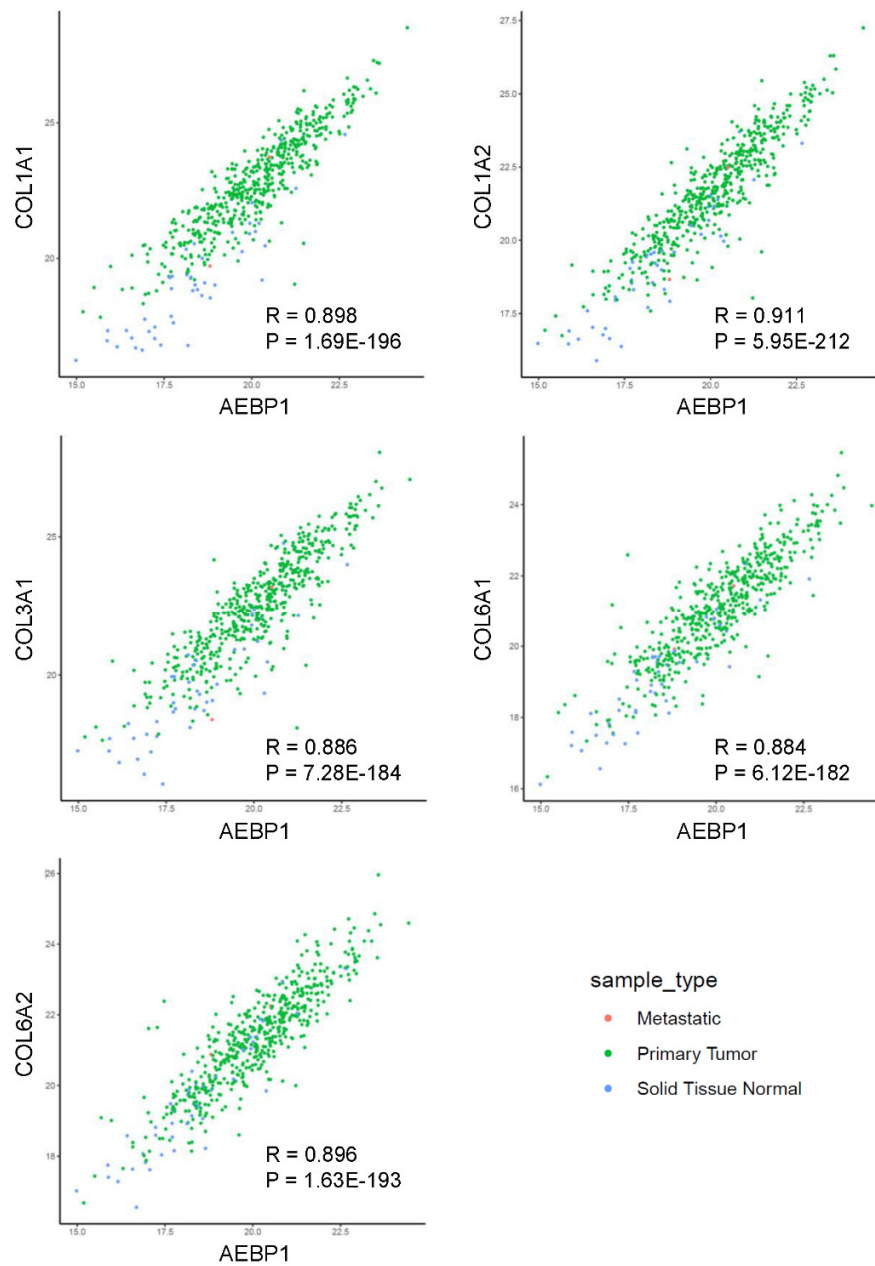 COL1A1
25
20
15.0 17.5 20.0 22.5
AEBP1
R = 0.898
P = 1.69E-196
COL1A2
27.5
25.0
22.5
20.0
17.5
15.0 17.5 20.0 22.5
AEBP1
R = 0.911
P = 5.95E-212
COL3A1
25
20
15.0 17.5 20.0 22.5
AEBP1
R = 0.886
P = 7.28E-184
COL6A1
24
22
20
18
16
15.0 17.5 20.0 22.5
AEBP1
R = 0.884
P = 6.12E-182
COL6A2
26
24
22
20
18
15.0 17.5 20.0 22.5
AEBP1
R = 0.896
P = 1.63E-193
sample_type
Metastatic
Primary Tumor
Solid Tissue Normal